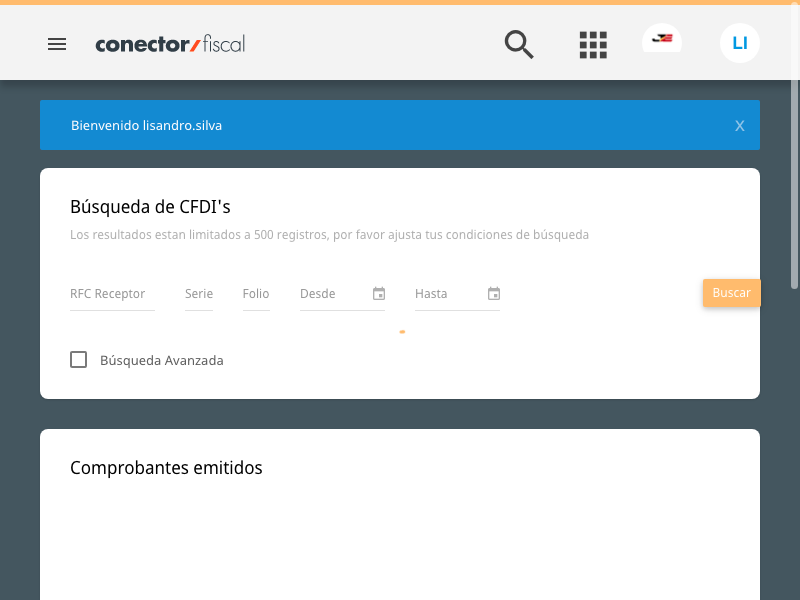 conector/fiscal
LI
Bienvenido lisandro.silva
X
Búsqueda de CFDI's
Los resultados estan limitados a 500 registros, por favor ajusta tus condiciones de búsqueda
RFC Receptor Serie Folio Desde Hasta Buscar
Búsqueda Avanzada
Comprobantes emitidos